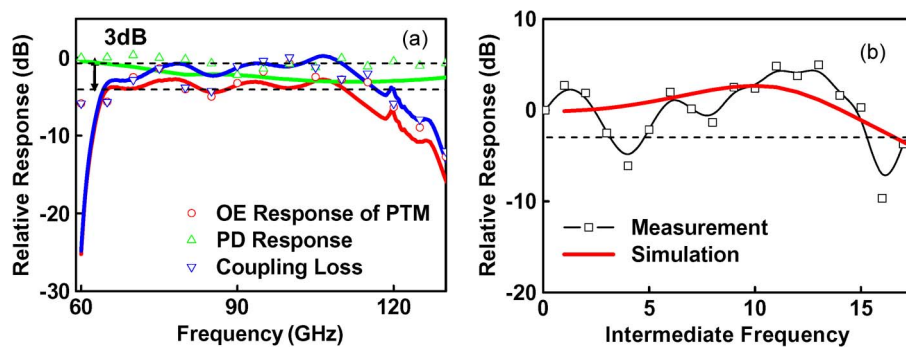 Relative Response (dB)
10
0
-10
-20
-30
60
90
120
Frequency (GHz)
3dB
(a)
OE Response of PTM
PD Response
Coupling Loss
Relative Response (dB)
10
0
-10
-20
0
5
10
15
Intermediate Frequency
(b)
Measurement
Simulation